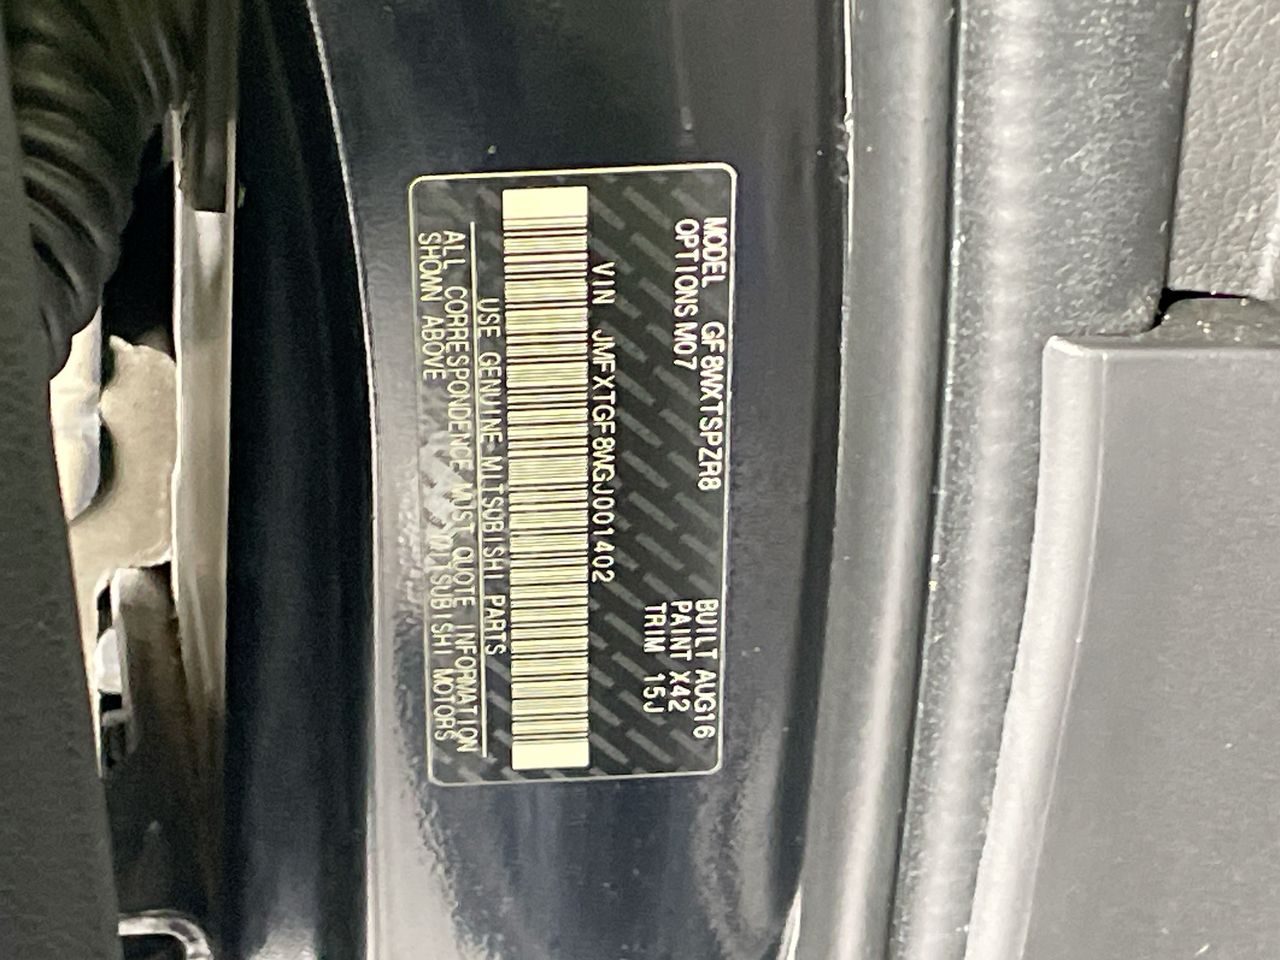 MODEL GF8WXTSPZR8 BUILT AUG16
OPTIONS M07 PAINT X42
TRIM 15J
VIN JMFXTGF8WGJ001402
USE GENUINE MITSUBISHI PARTS
ALL CORRESPONDENCE MUST QUOTE INFORMATION
SHOWN ABOVE MITSUBISHI MOTORS